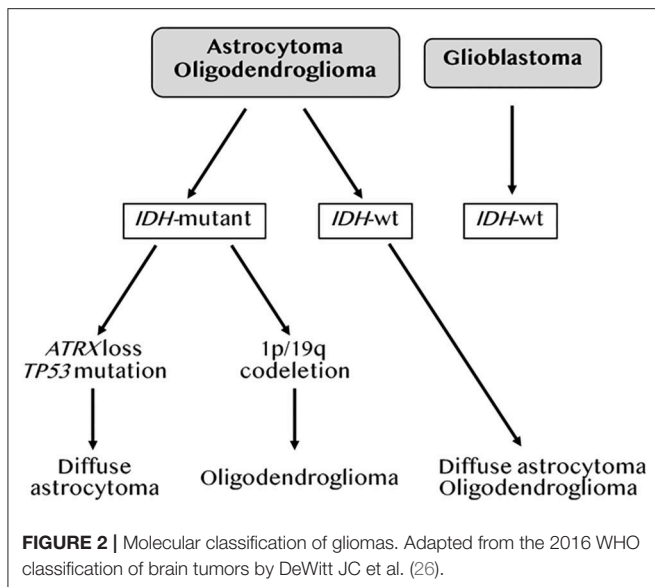 Astrocytoma
Oligodendroglioma
Glioblastoma
IDH-mutant
IDH-wt
IDH-wt
ATRX loss
TP53 mutation
1p/19q
codeletion
Diffuse
astrocytoma
Oligodendroglioma
Diffuse astrocytoma
Oligodendroglioma
FIGURE 2 | Molecular classification of gliomas. Adapted from the 2016 WHO
classification of brain tumors by DeWitt JC et al. (26).